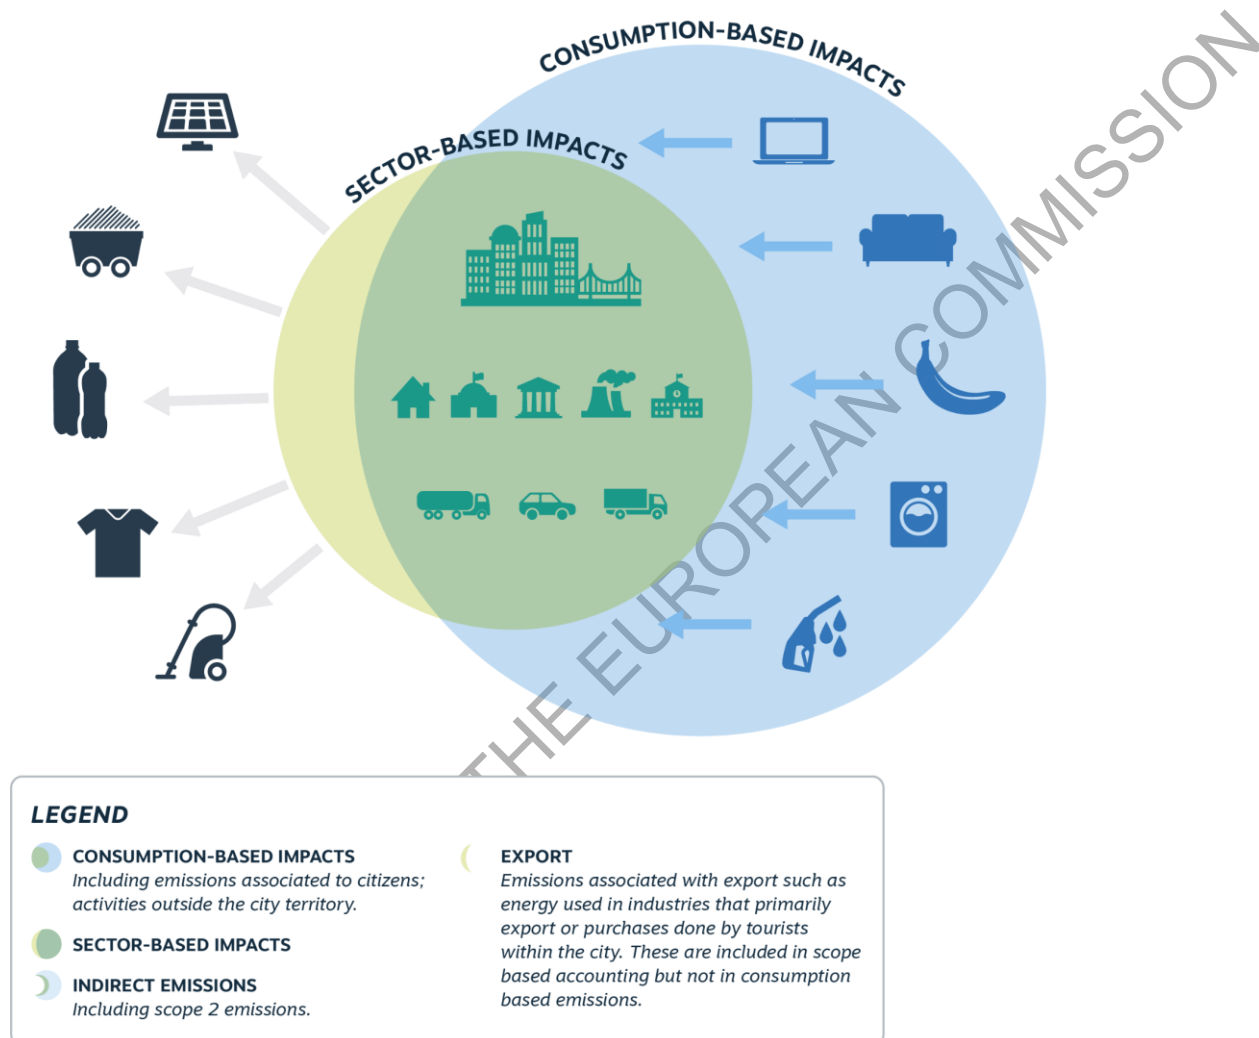 CONSUMPTION-BASED IMPACTS
SECTOR-BASED IMPACTS
THE EUROPEAN COMMISSION
LEGEND
CONSUMPTION-BASED IMPACTS
Including emissions associated to citizens;
activities outside the city territory.
SECTOR-BASED IMPACTS
INDIRECT EMISSIONS
Including scope 2 emissions.
EXPORT
Emissions associated with export such as
energy used in industries that primarily
export or purchases done by tourists
within the city. These are included in scope
based accounting but not in consumption
based emissions.